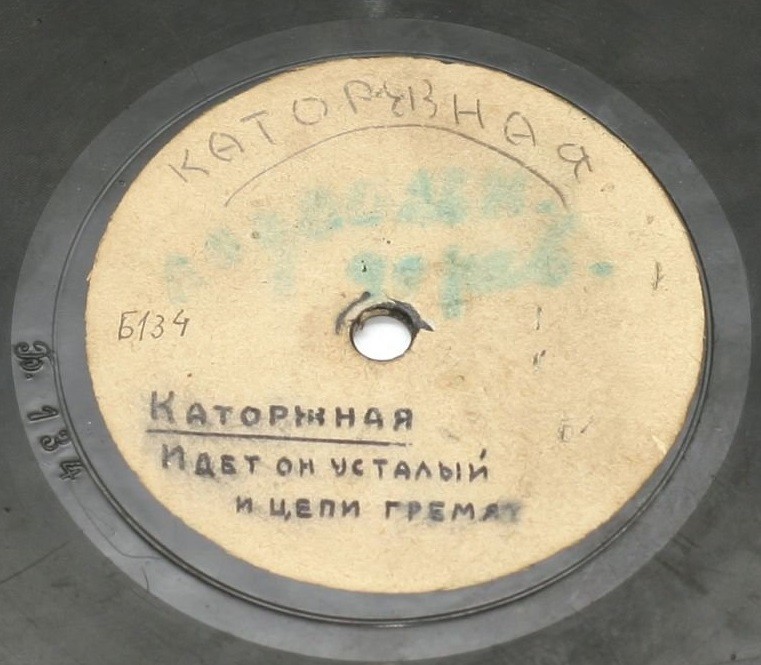 КАТОРЖНАЯ
Б134
Б. 134
КАТОРЖНАЯ
ИДЕТ ОН УСТАЛЫЙ
И ЦЕПИ ГРЕМЯТ